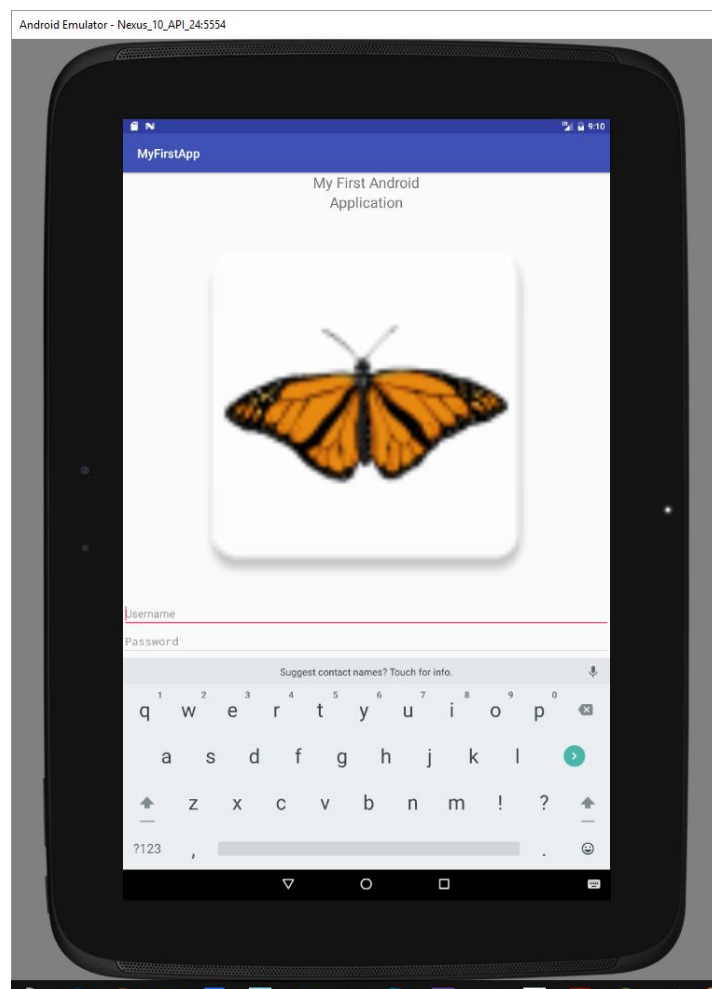 Android Emulator - Nexus_10_API_24:5554
9:10
MyFirstApp
My First Android
Application
Username
Password
Suggest contact names? Touch for info.
1 2 3 4 5 6 7 8 9 0
q w e r t y u i o p
a s d f g h j k l
z x c v b n m ! ?
?123 , .